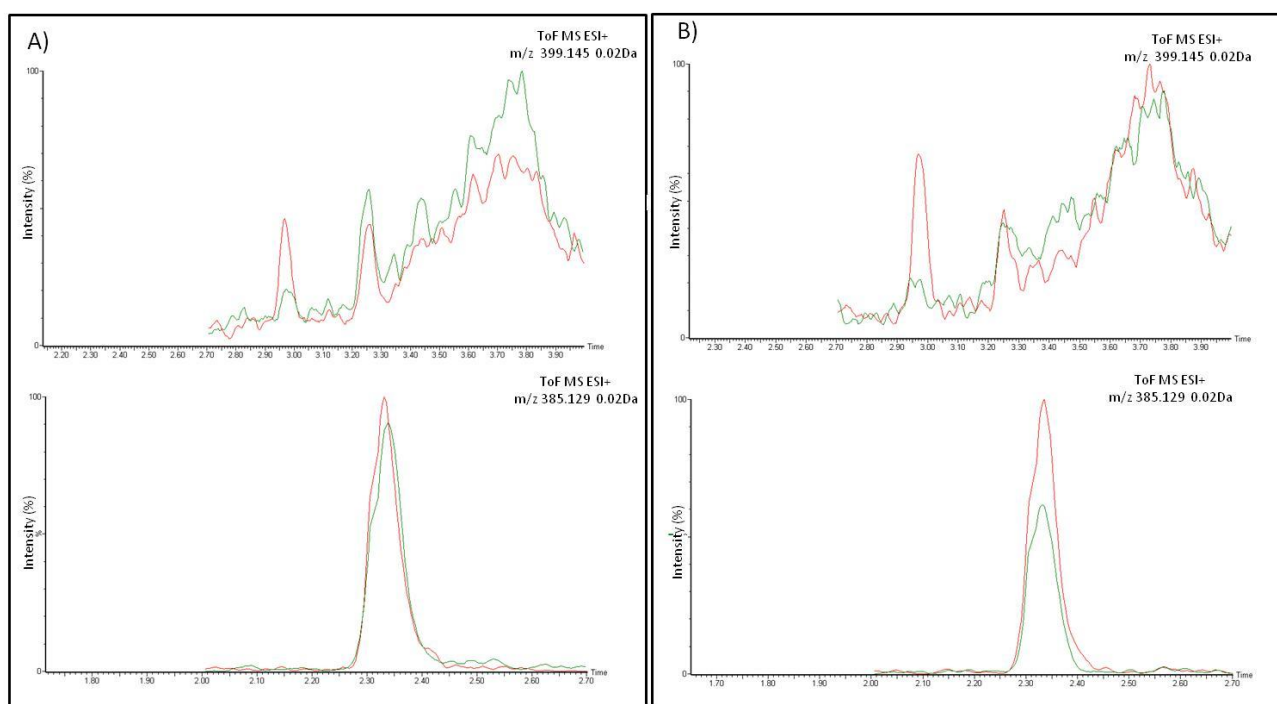 A)
ToF MS ESI+
m/z 399.145 0.02Da
100
Intensity (%)
0
2.20 2.30 2.40 2.50 2.60 2.70 2.80 2.90 3.00 3.10 3.20 3.30 3.40 3.50 3.60 3.70 3.80 3.90
Time
ToF MS ESI+
m/z 385.129 0.02Da
100
Intensity (%)
%
0
1.80 1.90 2.00 2.10 2.20 2.30 2.40 2.50 2.60 2.70
Time
B)
ToF MS ESI+
m/z 399.145 0.02Da
100
Intensity (%)
0
2.30 2.40 2.50 2.60 2.70 2.80 2.90 3.00 3.10 3.20 3.30 3.40 3.50 3.60 3.70 3.80 3.90
Time
ToF MS ESI+
m/z 385.129 0.02Da
100
Intensity (%)
0
1.70 1.80 1.90 2.00 2.10 2.20 2.30 2.40 2.50 2.60 2.70
Time